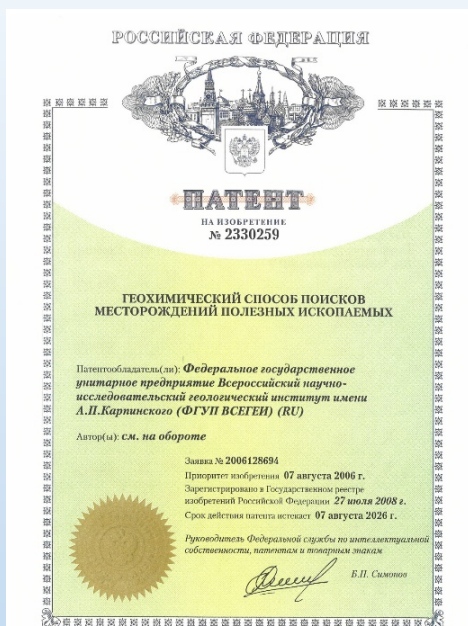 РОССИЙСКАЯ ФЕДЕРАЦИЯ
ПАТЕНТ
НА ИЗОБРЕТЕНИЕ
№ 2330259
ГЕОХИМИЧЕСКИЙ СПОСОБ ПОИСКОВ
МЕСТОРОЖДЕНИЙ ПОЛЕЗНЫХ ИСКОПАЕМЫХ
Патентообладатель(ли): Федеральное государственное
унитарное предприятие Всероссийский научно-
исследовательский геологический институт имени
А.П.Карпинского (ФГУП ВСЕГЕИ) (RU)
Автор(ы): см. на обороте
Заявка № 2006128694
Приоритет изобретения 07 августа 2006 г.
Зарегистрировано в Государственном реестре
изобретений Российской Федерации 27 июля 2008 г.
Срок действия патента истекает 07 августа 2026 г.
Руководитель Федеральной службы по интеллектуальной
собственности, патентам и товарным знакам
Б.П. Симонов